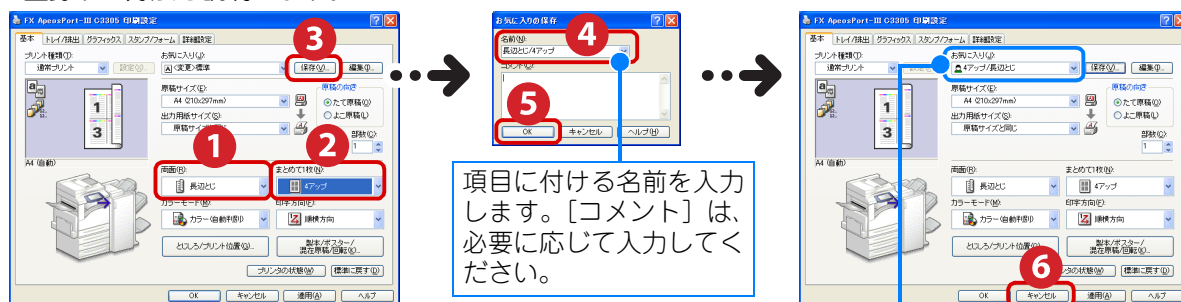 FX ApeosPort-III C3305 印刷設定
基本 トレイ/排出 グラフィックス スタンプ/フォーム 詳細設定
プリント種類(T):
通常プリント
設定(S)...
お気に入り(J):
<変更>標準
保存(V)...
編集(I)...
3
原稿サイズ(E):
A4 (210x297mm)
出力用紙サイズ(S):
原稿サイズと同じ
原稿の向き
たて原稿(Q)
よこ原稿(L)
部数(C):
1
1
3
A4 (自動)
1
2
両面(R):
長辺とじ
まとめて1枚(N):
4アップ
カラーモード(M):
カラー(自動判別)
印字方向(F):
順横方向
とじしろ/プリント位置(G)...
製本/ポスター/
混在原稿/回転(X)...
プリンタの状態(W)
標準に戻す(D)
OK
キャンセル
適用(A)
ヘルプ
お気に入りの保存
名前(N):
長辺とじ/4アップ
4
コメント(C):
5
OK
キャンセル
ヘルプ(H)
項目に付ける名前を入力
します。[コメント]は、
必要に応じて入力してく
ださい。
FX ApeosPort-III C3305 印刷設定
基本 トレイ/排出 グラフィックス スタンプ/フォーム 詳細設定
プリント種類(T):
通常プリント
お気に入り(J):
4アップ/長辺とじ
保存(V)...
編集(I)...
原稿サイズ(E):
A4 (210x297mm)
出力用紙サイズ(S):
原稿サイズと同じ
原稿の向き
たて原稿(Q)
よこ原稿(L)
部数(C):
1
1
3
A4 (自動)
両面(R):
長辺とじ
まとめて1枚(N):
4アップ
カラーモード(M):
カラー(自動判別)
印字方向(F):
順横方向
とじしろ/プリント位置(G)...
製本/ポスター/
混在原稿/回転(X)...
6
タの状態(W)
標準に戻す(D)
OK
キャンセル
適用(A)
ヘルプ